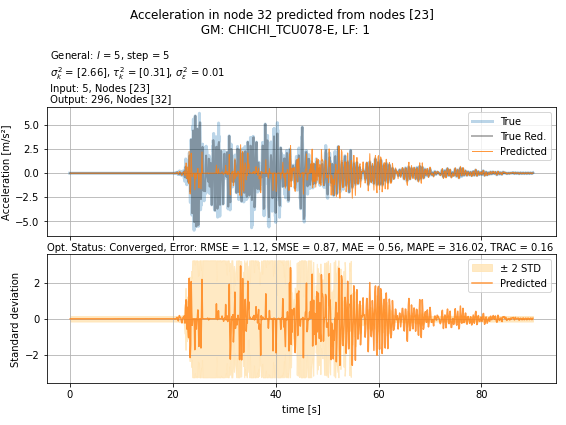 Acceleration in node 32 predicted from nodes [23]
GM: CHICHI_TCU078-E, LF: 1
General: l = 5, step = 5
σ²ₖ = [2.66], τ²ₖ = [0.31], σ²ε = 0.01
Input: 5, Nodes [23]
Output: 296, Nodes [32]
Acceleration [m/s²]
5.0
2.5
0.0
−2.5
−5.0
True
True Red.
Predicted
Opt. Status: Converged, Error: RMSE = 1.12, SMSE = 0.87, MAE = 0.56, MAPE = 316.02, TRAC = 0.16
Standard deviation
2
0
−2
± 2 STD
Predicted
0 20 40 60 80
time [s]